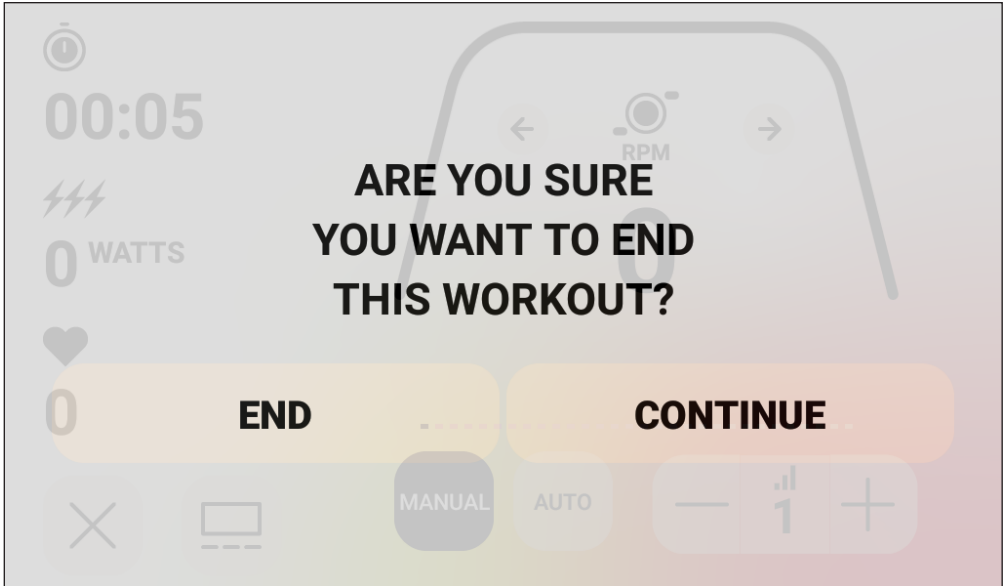 00:05
RPM
0
0 WATTS
0
ARE YOU SURE
YOU WANT TO END
THIS WORKOUT?
END
CONTINUE
MANUAL
AUTO
1